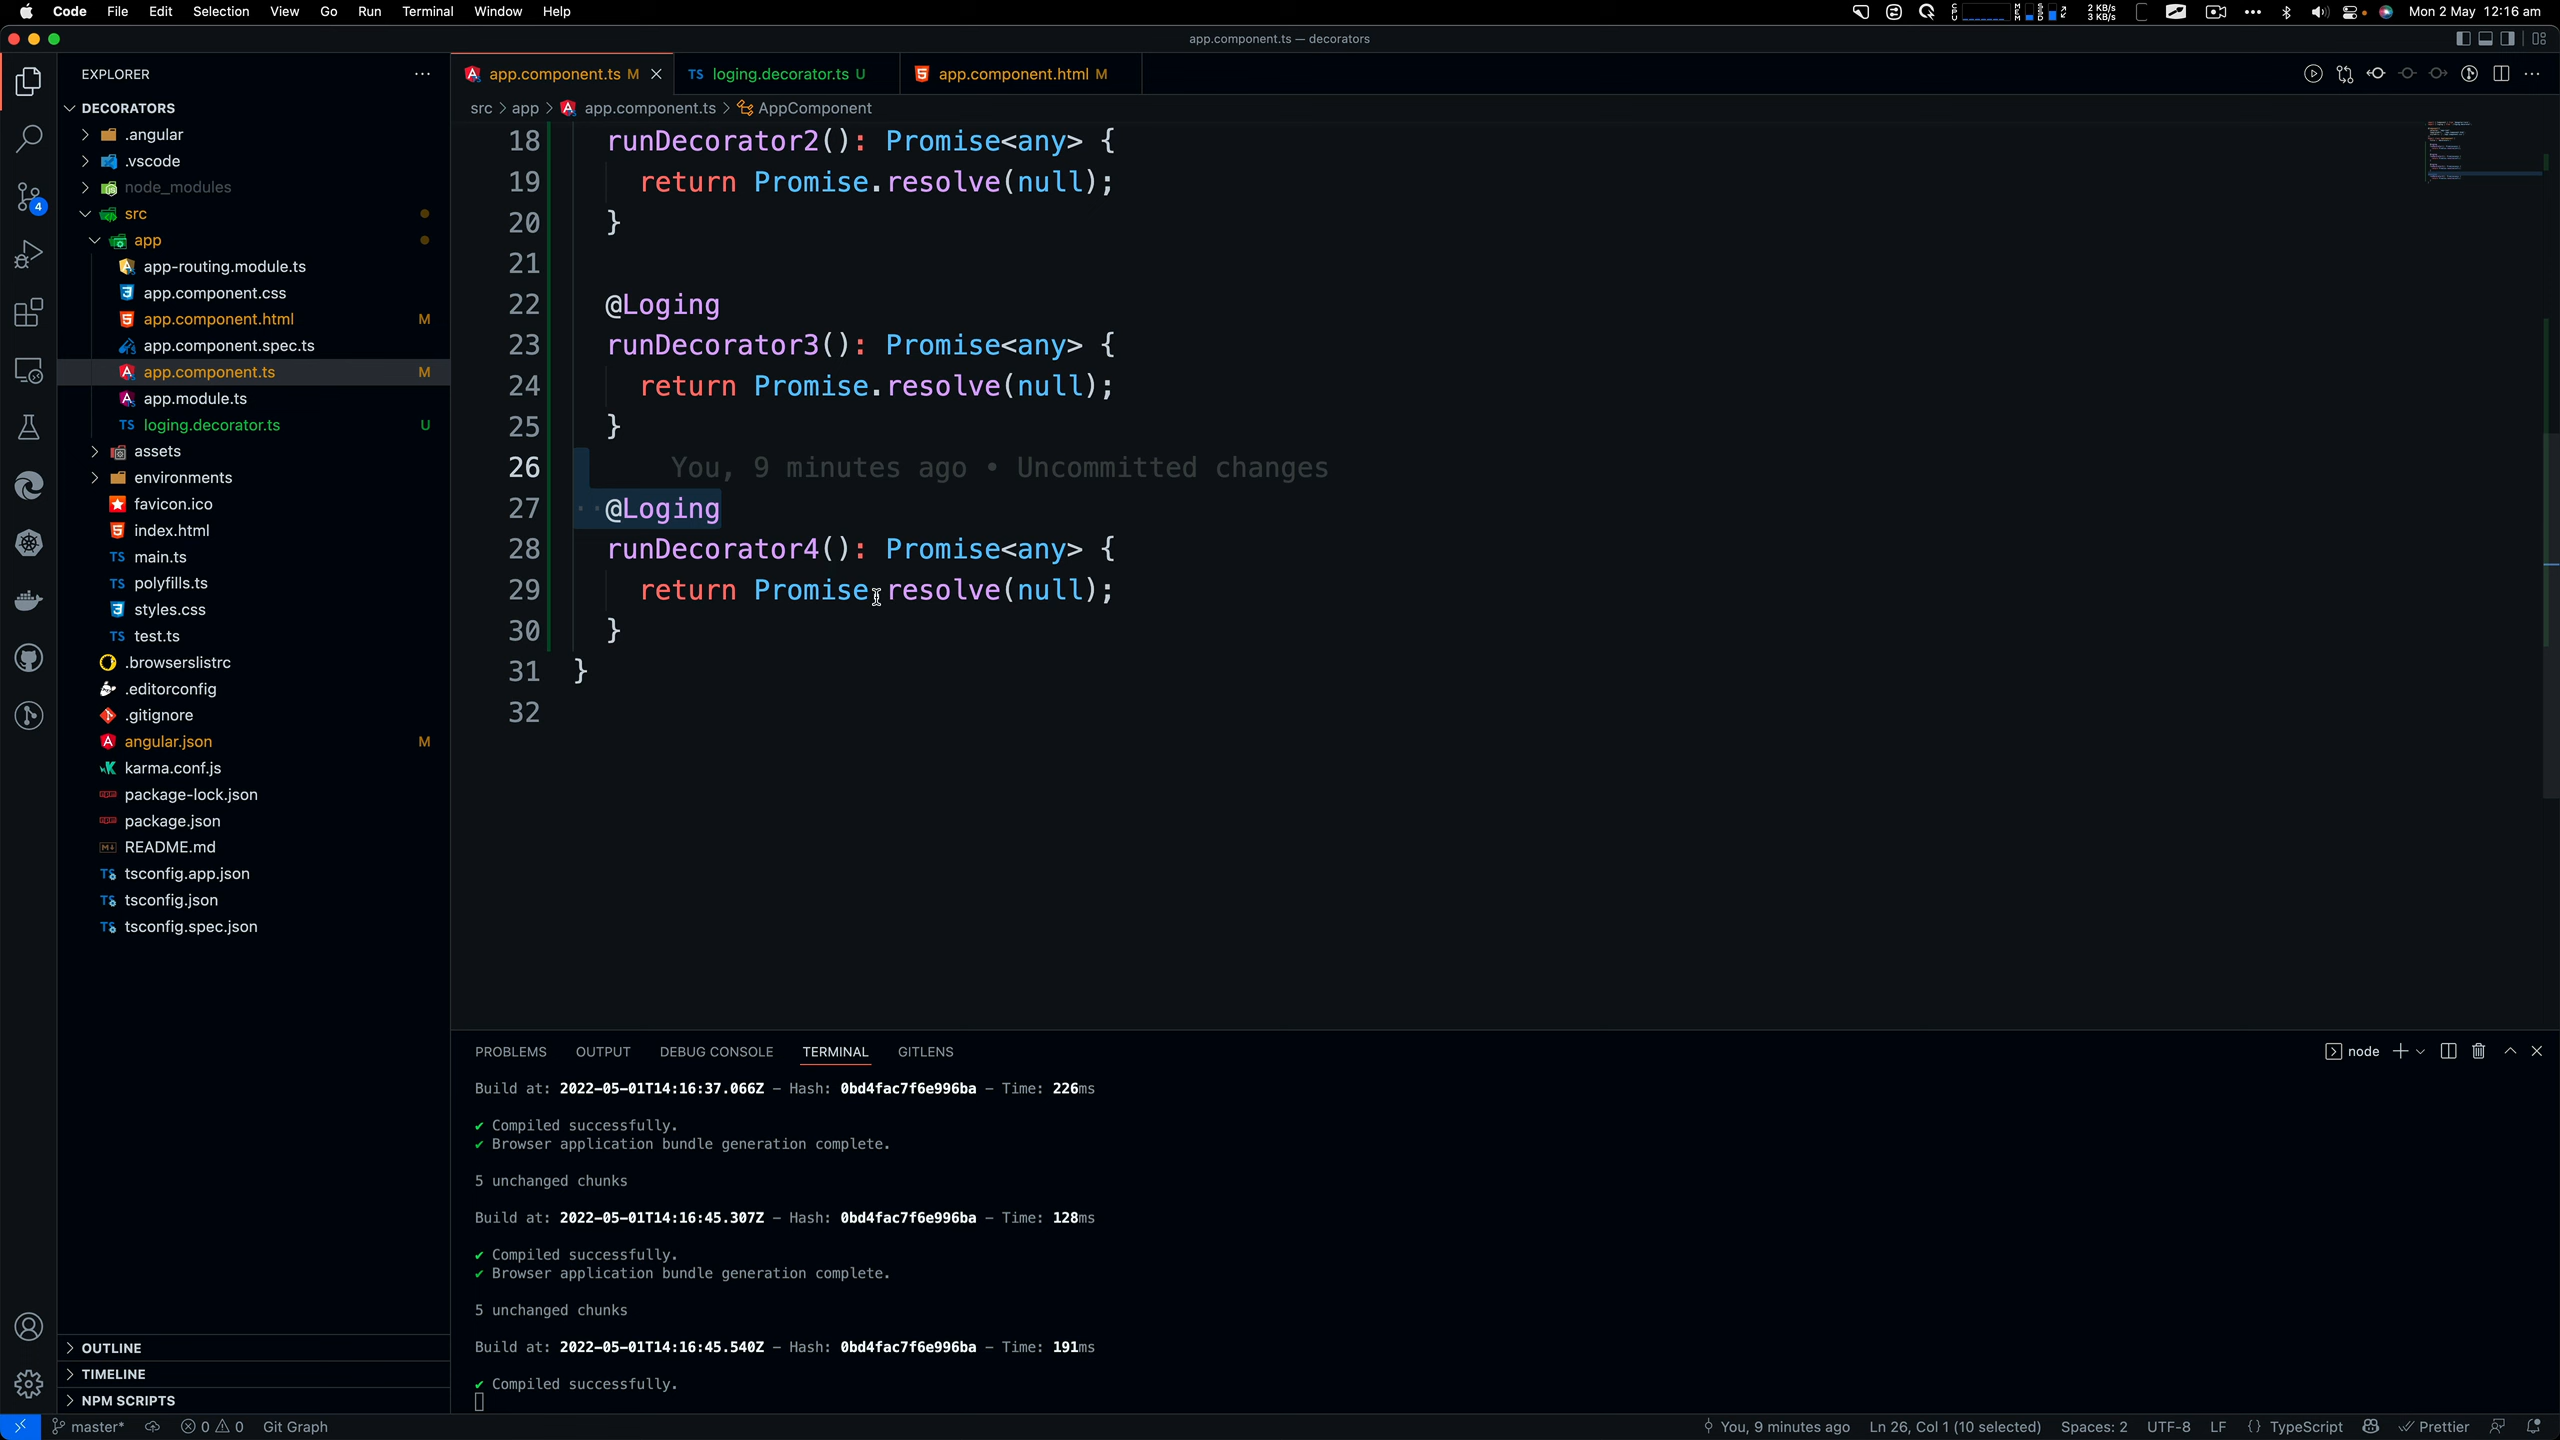 Code File Edit Selection View Go Run Terminal Window Help
2 KB/s
3 KB/s
Mon 2 May 12:16 am
app.component.ts — decorators
EXPLORER
DECORATORS
.angular
.vscode
node_modules
src
app
app-routing.module.ts
app.component.css
app.component.html M
app.component.spec.ts
app.component.ts M
app.module.ts
TS loging.decorator.ts U
assets
environments
favicon.ico
index.html
TS main.ts
TS polyfills.ts
styles.css
TS test.ts
.browserslistrc
.editorconfig
.gitignore
angular.json M
karma.conf.js
package-lock.json
package.json
README.md
TS tsconfig.app.json
TS tsconfig.json
TS tsconfig.spec.json
OUTLINE
TIMELINE
NPM SCRIPTS
4
app.component.ts M
TS loging.decorator.ts U
app.component.html M
src > app > app.component.ts > AppComponent
18 runDecorator2(): Promise<any> {
19 return Promise.resolve(null);
20 }
21
22 @Loging
23 runDecorator3(): Promise<any> {
24 return Promise.resolve(null);
25 }
26 You, 9 minutes ago • Uncommitted changes
27 @Loging
28 runDecorator4(): Promise<any> {
29 return Promise.resolve(null);
30 }
31 }
32
PROBLEMS OUTPUT DEBUG CONSOLE TERMINAL GITLENS
node
Build at: 2022-05-01T14:16:37.066Z - Hash: 0bd4fac7f6e996ba - Time: 226ms
✔ Compiled successfully.
✔ Browser application bundle generation complete.
5 unchanged chunks
Build at: 2022-05-01T14:16:45.307Z - Hash: 0bd4fac7f6e996ba - Time: 128ms
✔ Compiled successfully.
✔ Browser application bundle generation complete.
5 unchanged chunks
Build at: 2022-05-01T14:16:45.540Z - Hash: 0bd4fac7f6e996ba - Time: 191ms
✔ Compiled successfully.
master* 0 0 Git Graph
You, 9 minutes ago Ln 26, Col 1 (10 selected) Spaces: 2 UTF-8 LF {} TypeScript Prettier